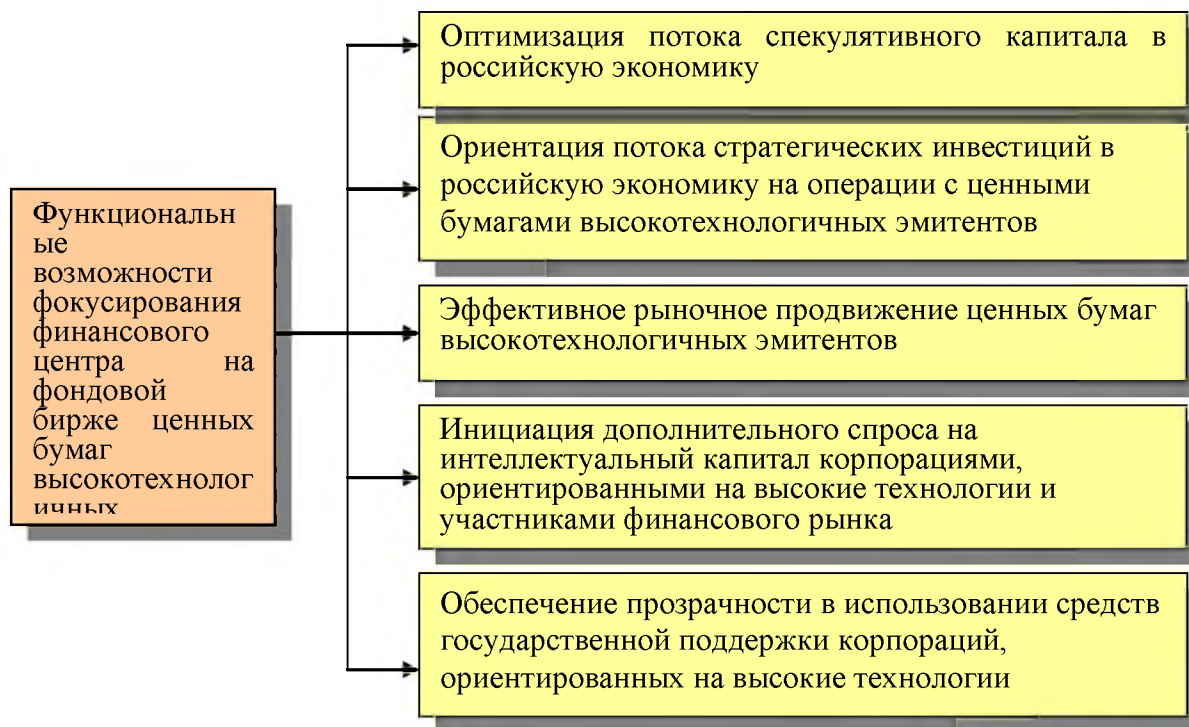 Функциональн
ые
возможности
фокусирования
финансового
центра на
фондовой
бирже ценных
бумаг
высокотехнолог
ичных
Оптимизация потока спекулятивного капитала в
российскую экономику
Ориентация потока стратегических инвестиций в
российскую экономику на операции с ценными
бумагами высокотехнологичных эмитентов
Эффективное рыночное продвижение ценных бумаг
высокотехнологичных эмитентов
Инициация дополнительного спроса на
интеллектуальный капитал корпорациями,
ориентированными на высокие технологии и
участниками финансового рынка
Обеспечение прозрачности в использовании средств
государственной поддержки корпораций,
ориентированных на высокие технологии